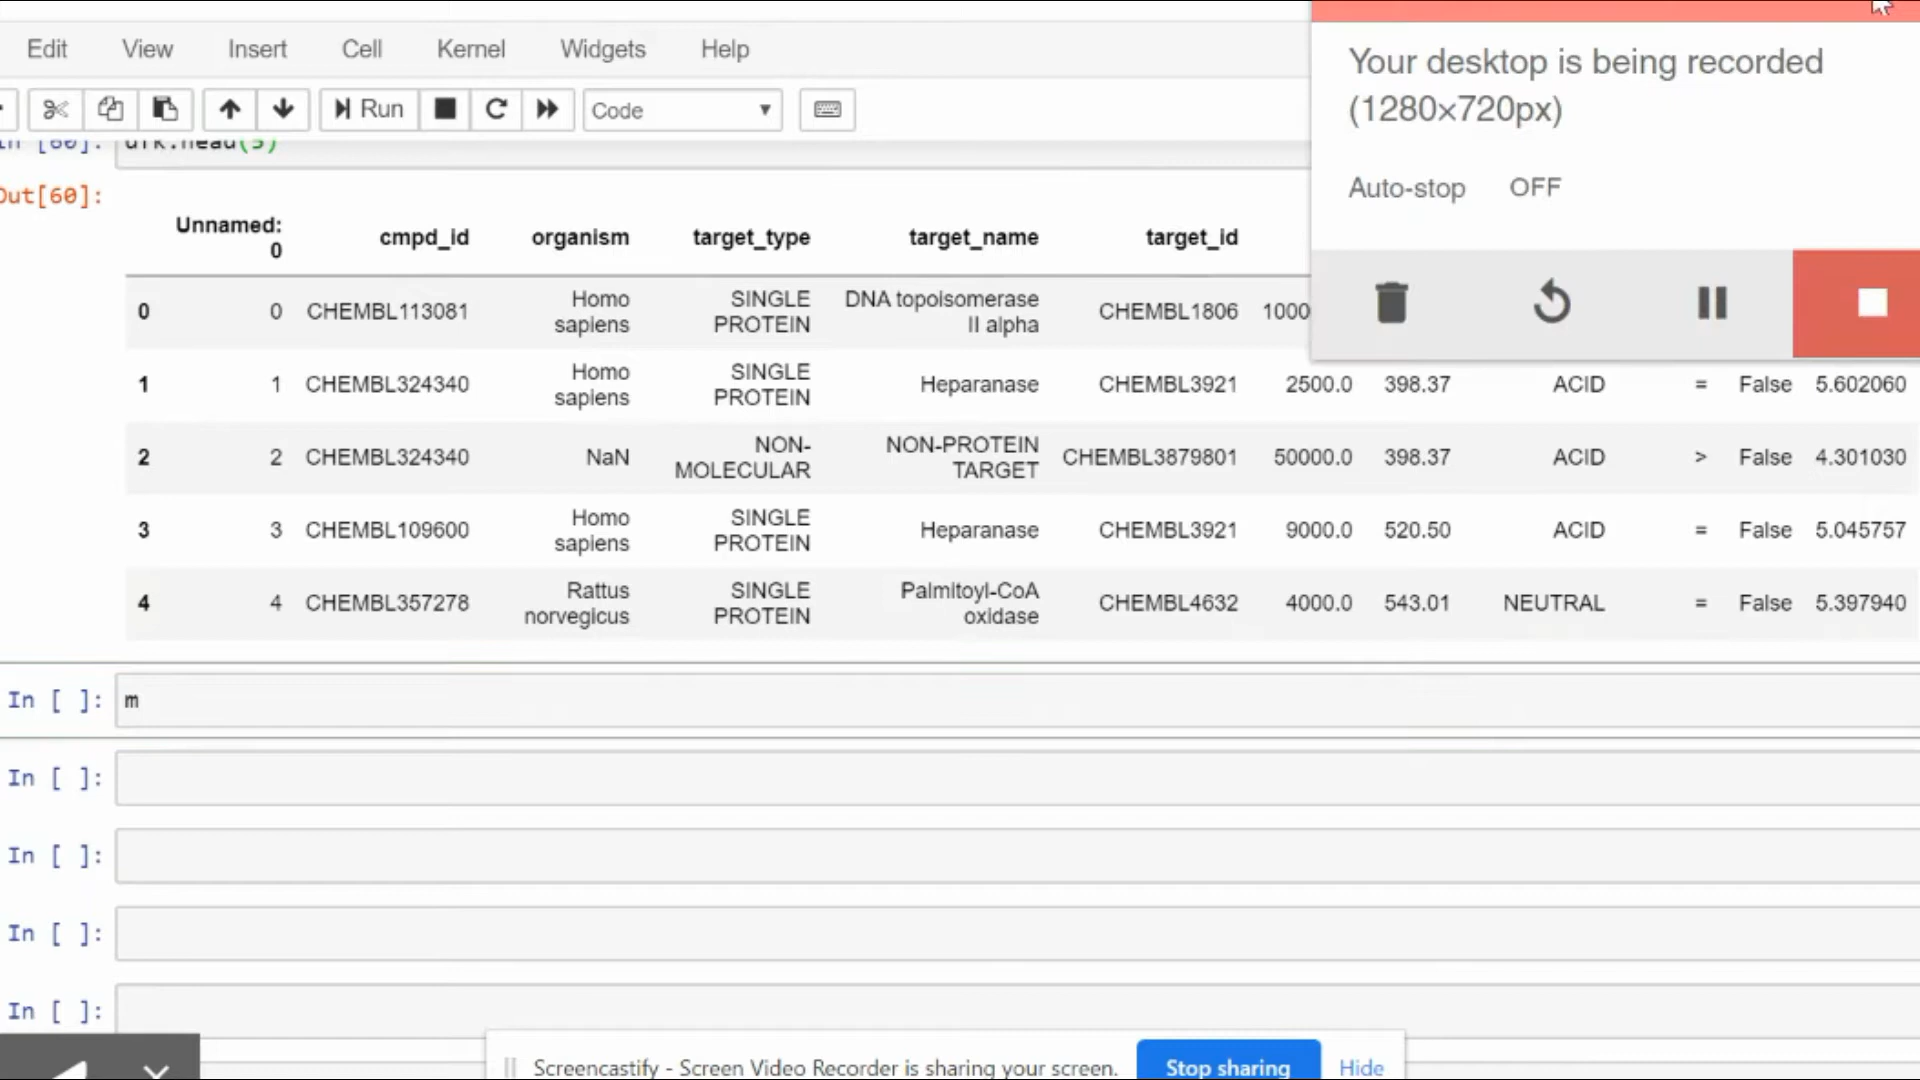 Edit View Insert Cell Kernel Widgets Help
Your desktop is being recorded
(1280×720px)
Auto-stop OFF
Run Code
In [60]: .head(5)
Out[60]:
Unnamed: 0 cmpd_id organism target_type target_name target_id
0 0 CHEMBL113081 Homo sapiens SINGLE PROTEIN DNA topoisomerase II alpha CHEMBL1806 1000
1 1 CHEMBL324340 Homo sapiens SINGLE PROTEIN Heparanase CHEMBL3921 2500.0 398.37 ACID = False 5.602060
2 2 CHEMBL324340 NaN NON-MOLECULAR NON-PROTEIN TARGET CHEMBL3879801 50000.0 398.37 ACID > False 4.301030
3 3 CHEMBL109600 Homo sapiens SINGLE PROTEIN Heparanase CHEMBL3921 9000.0 520.50 ACID = False 5.045757
4 4 CHEMBL357278 Rattus norvegicus SINGLE PROTEIN Palmitoyl-CoA oxidase CHEMBL4632 4000.0 543.01 NEUTRAL = False 5.397940
In [ ]: m
In [ ]:
In [ ]:
In [ ]:
In [ ]:
Screencastify - Screen Video Recorder is sharing your screen. Stop sharing Hide